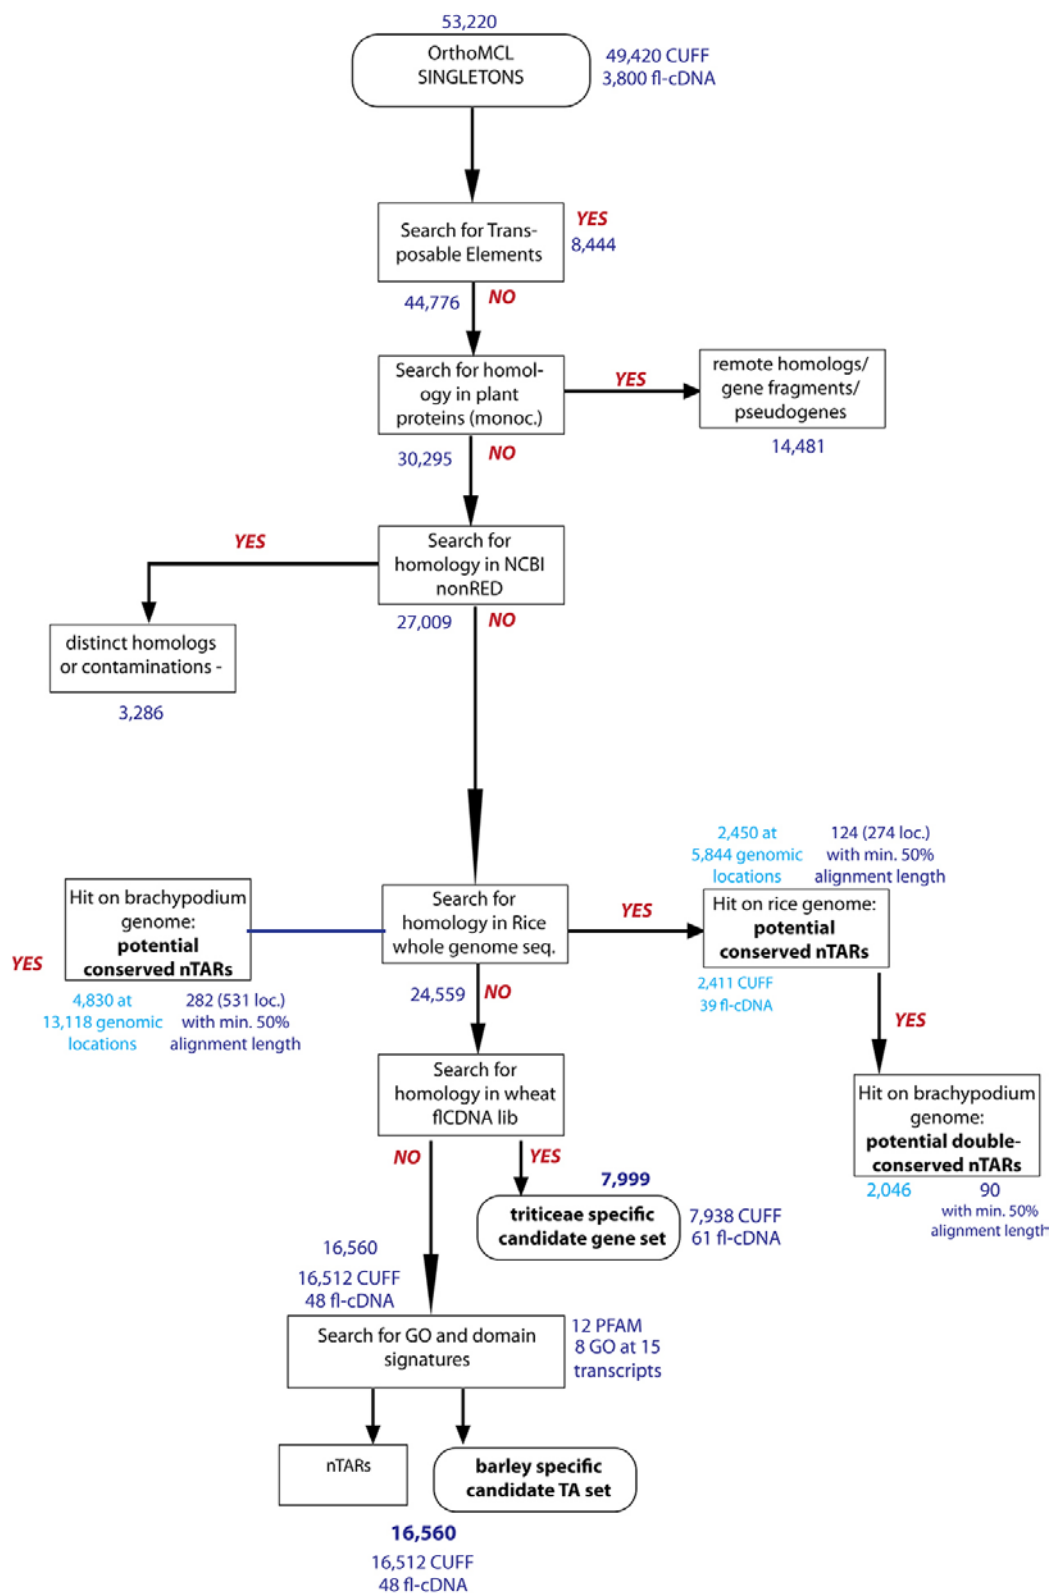 53,220
OrthoMCL
SINGLETONS
49,420 CUFF
3,800 fl-cDNA
Search for Trans-
posable Elements
YES
8,444
44,776
NO
Search for homol-
ogy in plant
proteins (monoc.)
YES
remote homologs/
gene fragments/
pseudogenes
14,481
30,295
NO
YES
Search for
homology in NCBI
nonRED
27,009
NO
distinct homologs
or contaminations -
3,286
2,450 at
5,844 genomic
locations
124 (274 loc.)
with min. 50%
alignment length
Hit on brachypodium
genome:
potential
conserved nTARs
YES
4,830 at
13,118 genomic
locations
282 (531 loc.)
with min. 50%
alignment length
Search for
homology in Rice
whole genome seq.
YES
Hit on rice genome:
potential
conserved nTARs
2,411 CUFF
39 fl-cDNA
24,559
NO
YES
Search for
homology in wheat
flCDNA lib
Hit on brachypodium
genome:
potential double-
conserved nTARs
2,046
90
with min. 50%
alignment length
NO
YES
7,999
triticeae specific
candidate gene set
7,938 CUFF
61 fl-cDNA
16,560
16,512 CUFF
48 fl-cDNA
Search for GO and domain
signatures
12 PFAM
8 GO at 15
transcripts
nTARs
barley specific
candidate TA set
16,560
16,512 CUFF
48 fl-cDNA